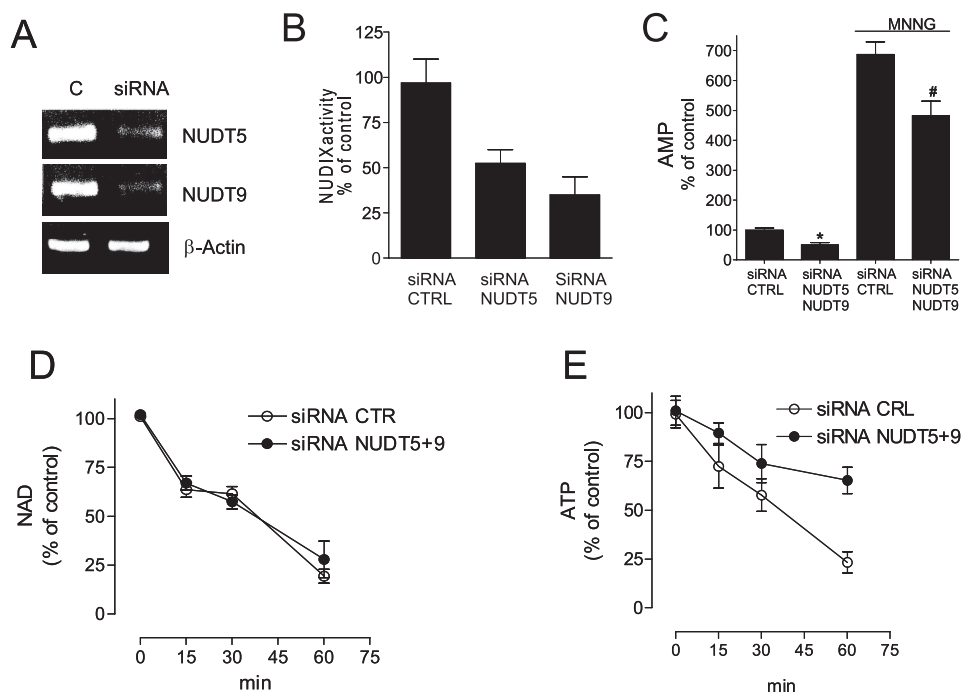 A
C siRNA
NUDT5
NUDT9
β-Actin
B
NUDIXactivity
% of control
125
100
75
50
25
0
siRNA
CTRL
siRNA
NUDT5
SiRNA
NUDT9
C
MNNG
AMP
% of control
700
600
500
400
300
200
100
0
*
#
siRNA
CTRL
siRNA
NUDT5
NUDT9
siRNA
CTRL
siRNA
NUDT5
NUDT9
D
siRNA CTR
siRNA NUDT5+9
NAD
(% of control)
100
75
50
25
0
0 15 30 45 60 75
min
E
siRNA CRL
siRNA NUDT5+9
ATP
(% of control)
100
75
50
25
0
0 15 30 45 60 75
min